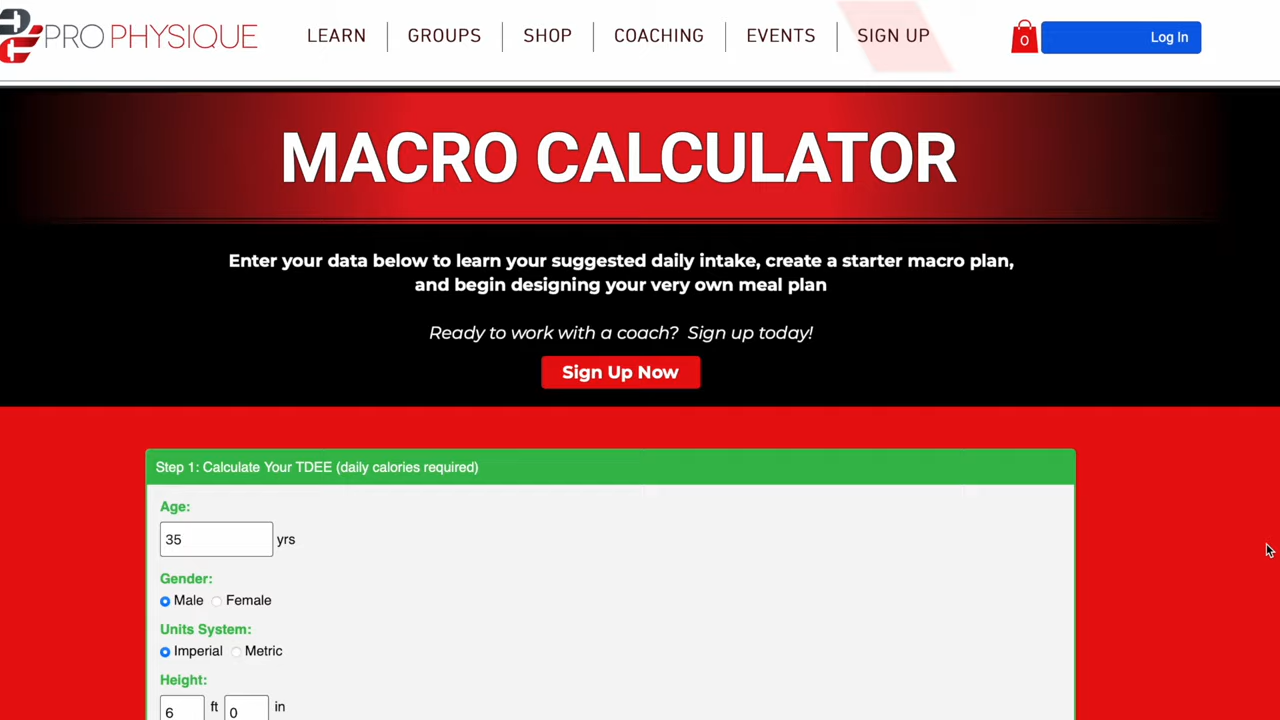 PRO PHYSIQUE
LEARN
GROUPS
SHOP
COACHING
EVENTS
SIGN UP
0
Log In
MACRO CALCULATOR
Enter your data below to learn your suggested daily intake, create a starter macro plan,
and begin designing your very own meal plan
Ready to work with a coach? Sign up today!
Sign Up Now
Step 1: Calculate Your TDEE (daily calories required)
Age:
35 yrs
Gender:
Male Female
Units System:
Imperial Metric
Height:
6 ft 0 in